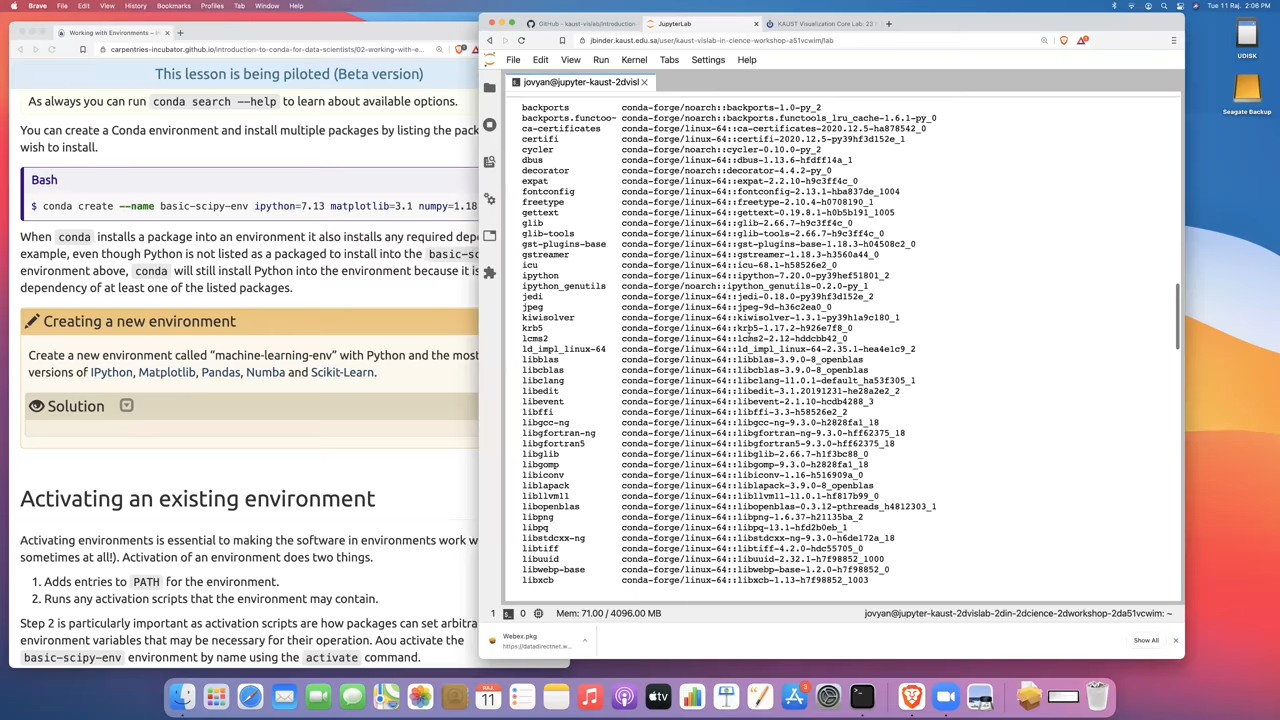 Brave File Edit View History Bookmarks Profiles Tab Window Help
Tue 11 Raj. 2:06 PM
Working with Environments –
carpentries-incubator.github.io/introduction-to-conda-for-data-scientists/02-working-with-e...
This lesson is being piloted (Beta version)
As always you can run conda search --help to learn about available options.
You can create a Conda environment and install multiple packages by listing the pack
wish to install.
Bash
$ conda create --name basic-scipy-env ipython=7.13 matplotlib=3.1 numpy=1.18
When conda installs a package into an environment it also installs any required depe
example, even though Python is not listed as a packaged to install into the basic-sc
environment above, conda will still install Python into the environment because it is
dependency of at least one of the listed packages.
Creating a new environment
Create a new environment called “machine-learning-env” with Python and the most
versions of IPython, Matplotlib, Pandas, Numba and Scikit-Learn.
Solution
Activating an existing environment
Activating environments is essential to making the software in environments work w
sometimes at all!). Activation of an environment does two things.
1. Adds entries to PATH for the environment.
2. Runs any activation scripts that the environment may contain.
Step 2 is particularly important as activation scripts are how packages can set arbitra
environment variables that may be necessary for their operation. Aou activate the
basic-scipy-env environment by name using the activate command.
GitHub - kaust-vislab/introduction-
JupyterLab
KAUST Visualization Core Lab: 23
jbinder.kaust.edu.sa/user/kaust-vislab-in-cience-workshop-a51vcwim/lab
File Edit View Run Kernel Tabs Settings Help
jovyan@jupyter-kaust-2dvisl
backports conda-forge/noarch::backports-1.0-py_2
backports.functoo~ conda-forge/noarch::backports.functools_lru_cache-1.6.1-py_0
ca-certificates conda-forge/linux-64::ca-certificates-2020.12.5-ha878542_0
certifi conda-forge/linux-64::certifi-2020.12.5-py39hf3d152e_1
cycler conda-forge/noarch::cycler-0.10.0-py_2
dbus conda-forge/linux-64::dbus-1.13.6-hfdff14a_1
decorator conda-forge/noarch::decorator-4.4.2-py_0
expat conda-forge/linux-64::expat-2.2.10-h9c3ff4c_0
fontconfig conda-forge/linux-64::fontconfig-2.13.1-hba837de_1004
freetype conda-forge/linux-64::freetype-2.10.4-h0708190_1
gettext conda-forge/linux-64::gettext-0.19.8.1-h0b5b191_1005
glib conda-forge/linux-64::glib-2.66.7-h9c3ff4c_0
glib-tools conda-forge/linux-64::glib-tools-2.66.7-h9c3ff4c_0
gst-plugins-base conda-forge/linux-64::gst-plugins-base-1.18.3-h04508c2_0
gstreamer conda-forge/linux-64::gstreamer-1.18.3-h3560a44_0
icu conda-forge/linux-64::icu-68.1-h58526e2_0
ipython conda-forge/linux-64::ipython-7.20.0-py39hef51801_2
ipython_genutils conda-forge/noarch::ipython_genutils-0.2.0-py_1
jedi conda-forge/linux-64::jedi-0.18.0-py39hf3d152e_2
jpeg conda-forge/linux-64::jpeg-9d-h36c2ea0_0
kiwisolver conda-forge/linux-64::kiwisolver-1.3.1-py39h1a9c180_1
krb5 conda-forge/linux-64::krb5-1.17.2-h926e7f8_0
lcms2 conda-forge/linux-64::lcms2-2.12-hddcbb42_0
ld_impl_linux-64 conda-forge/linux-64::ld_impl_linux-64-2.35.1-hea4e1c9_2
libblas conda-forge/linux-64::libblas-3.9.0-8_openblas
libcblas conda-forge/linux-64::libcblas-3.9.0-8_openblas
libclang conda-forge/linux-64::libclang-11.0.1-default_ha53f305_1
libedit conda-forge/linux-64::libedit-3.1.20191231-he28a2e2_2
libevent conda-forge/linux-64::libevent-2.1.10-hcdb4288_3
libffi conda-forge/linux-64::libffi-3.3-h58526e2_2
libgcc-ng conda-forge/linux-64::libgcc-ng-9.3.0-h2828fa1_18
libgfortran-ng conda-forge/linux-64::libgfortran-ng-9.3.0-hff62375_18
libgfortran5 conda-forge/linux-64::libgfortran5-9.3.0-hff62375_18
libglib conda-forge/linux-64::libglib-2.66.7-h1f3bc88_0
libgomp conda-forge/linux-64::libgomp-9.3.0-h2828fa1_18
libiconv conda-forge/linux-64::libiconv-1.16-h516909a_0
liblapack conda-forge/linux-64::liblapack-3.9.0-8_openblas
libllvm11 conda-forge/linux-64::libllvm11-11.0.1-hf817b99_0
libopenblas conda-forge/linux-64::libopenblas-0.3.12-pthreads_h4812303_1
libpng conda-forge/linux-64::libpng-1.6.37-h21135ba_2
libpq conda-forge/linux-64::libpq-13.1-hfd2b0eb_1
libstdcxx-ng conda-forge/linux-64::libstdcxx-ng-9.3.0-h6de172a_18
libtiff conda-forge/linux-64::libtiff-4.2.0-hdc55705_0
libuuid conda-forge/linux-64::libuuid-2.32.1-h7f98852_1000
libwebp-base conda-forge/linux-64::libwebp-base-1.2.0-h7f98852_0
libxcb conda-forge/linux-64::libxcb-1.13-h7f98852_1003
1 0 Mem: 71.00 / 4096.00 MB
jovyan@jupyter-kaust-2dvislab-2din-2dcience-2dworkshop-2da51vcwim: ~
Webex.pkg
https://datadirectnet.w...
Show All
UDISK
Seagate Backup
RAJ.
11
tv
3